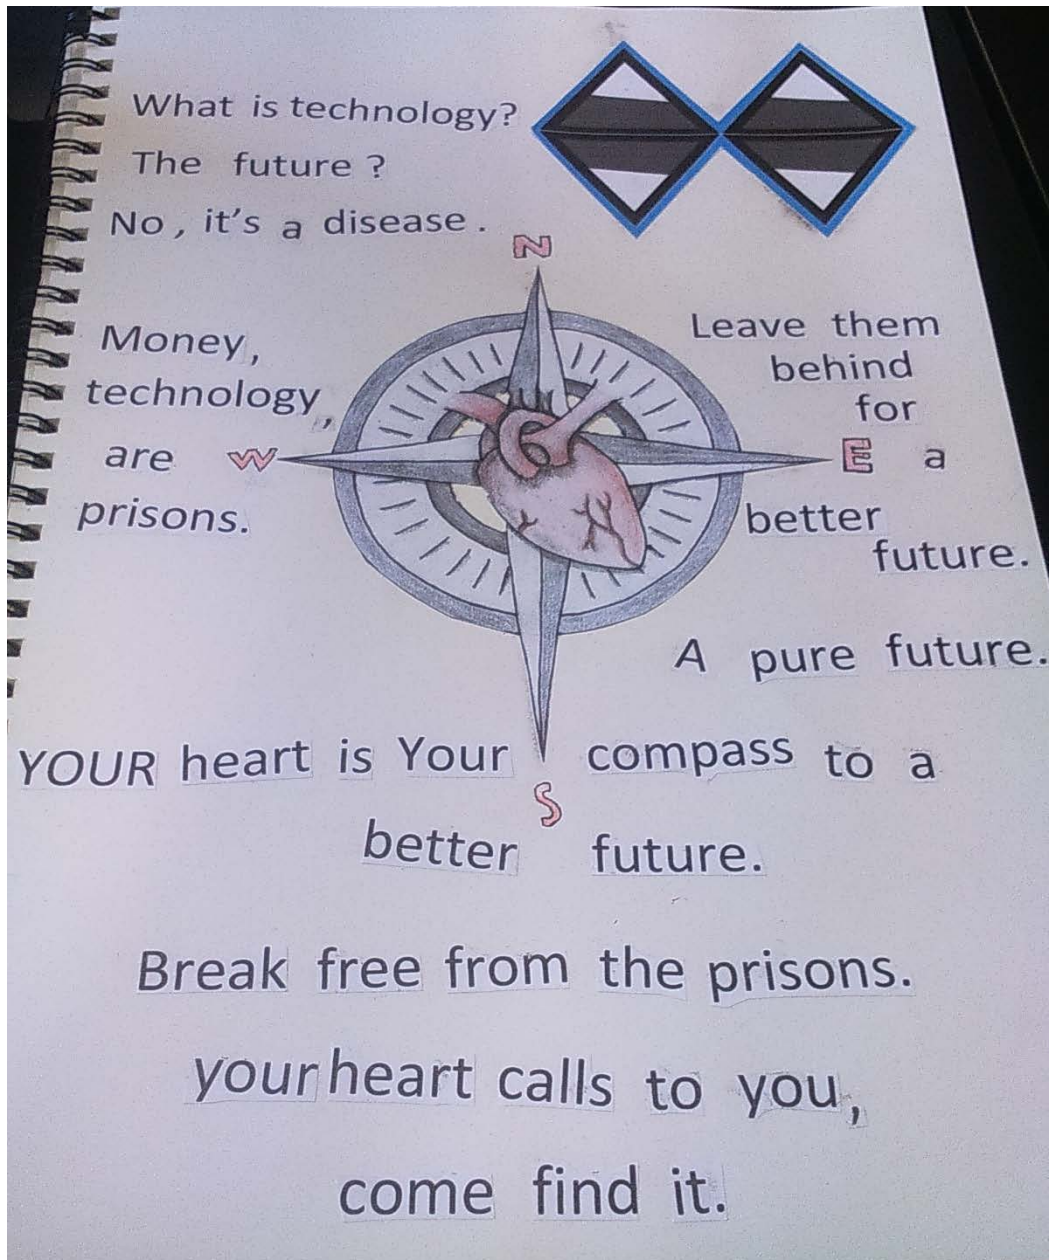 What is technology?
The future ?
No, it's a disease.
N
Money,
technology,
are
prisons.
W
Leave them
behind
for
E
a
better
future.
A pure future.
YOUR heart is Your compass to a
S
better future.
Break free from the prisons.
your heart calls to you,
come find it.